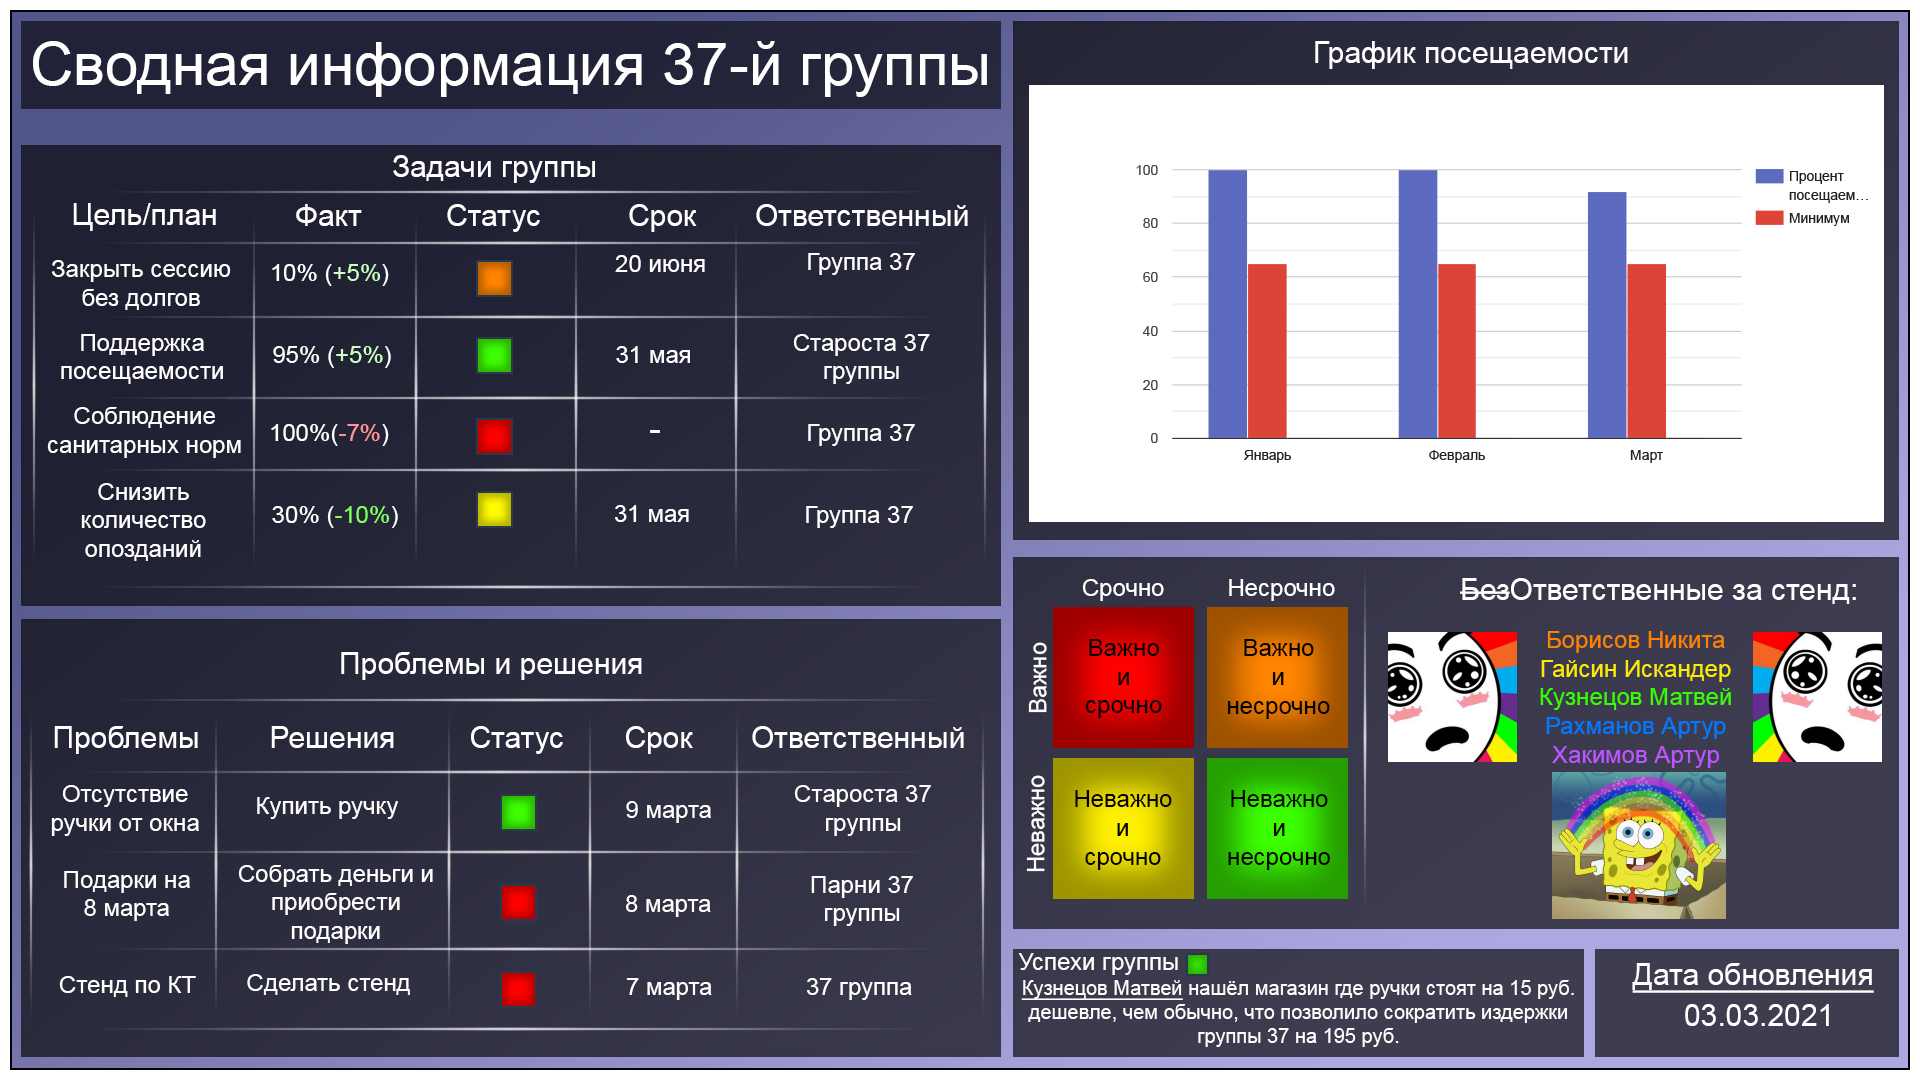 Сводная информация 37-й группы
Задачи группы
Цель/план Факт Статус Срок Ответственный
Закрыть сессию
без долгов
10% (+5%)
20 июня
Группа 37
Поддержка
посещаемости
95% (+5%)
31 мая
Староста 37
группы
Соблюдение
санитарных норм
100%(-7%)
-
Группа 37
Снизить
количество
опозданий
30% (-10%)
31 мая
Группа 37
Проблемы и решения
Проблемы Решения Статус Срок Ответственный
Отсутствие
ручки от окна
Купить ручку
9 марта
Староста 37
группы
Подарки на
8 марта
Собрать деньги и
приобрести
подарки
8 марта
Парни 37
группы
Стенд по КТ
Сделать стенд
7 марта
37 группа
График посещаемости
100
80
60
40
20
0
Январь Февраль Март
Процент
посещаем...
Минимум
Срочно Несрочно
Важно
Важно
и
срочно
Важно
и
несрочно
Неважно
Неважно
и
срочно
Неважно
и
несрочно
БезОтветственные за стенд:
Борисов Никита
Гайсин Искандер
Кузнецов Матвей
Рахманов Артур
Хакимов Артур
Успехи группы
Кузнецов Матвей нашёл магазин где ручки стоят на 15 руб.
дешевле, чем обычно, что позволило сократить издержки
группы 37 на 195 руб.
Дата обновления
03.03.2021